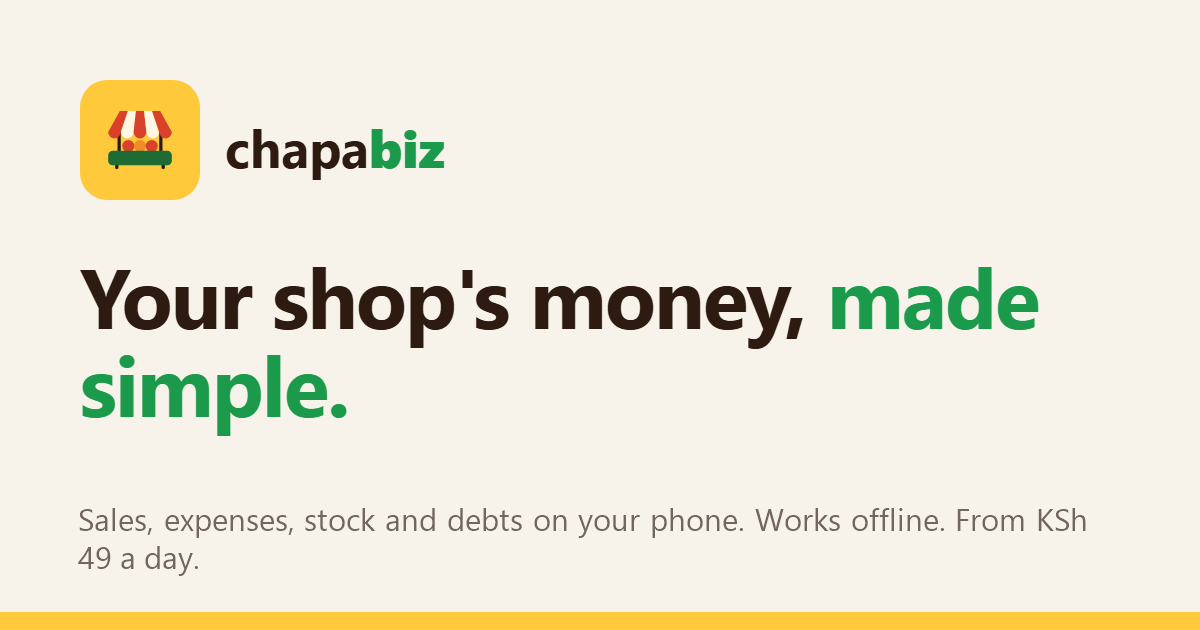 chapabiz
Your shop's money, made
simple.
Sales, expenses, stock and debts on your phone. Works offline. From KSh
49 a day.